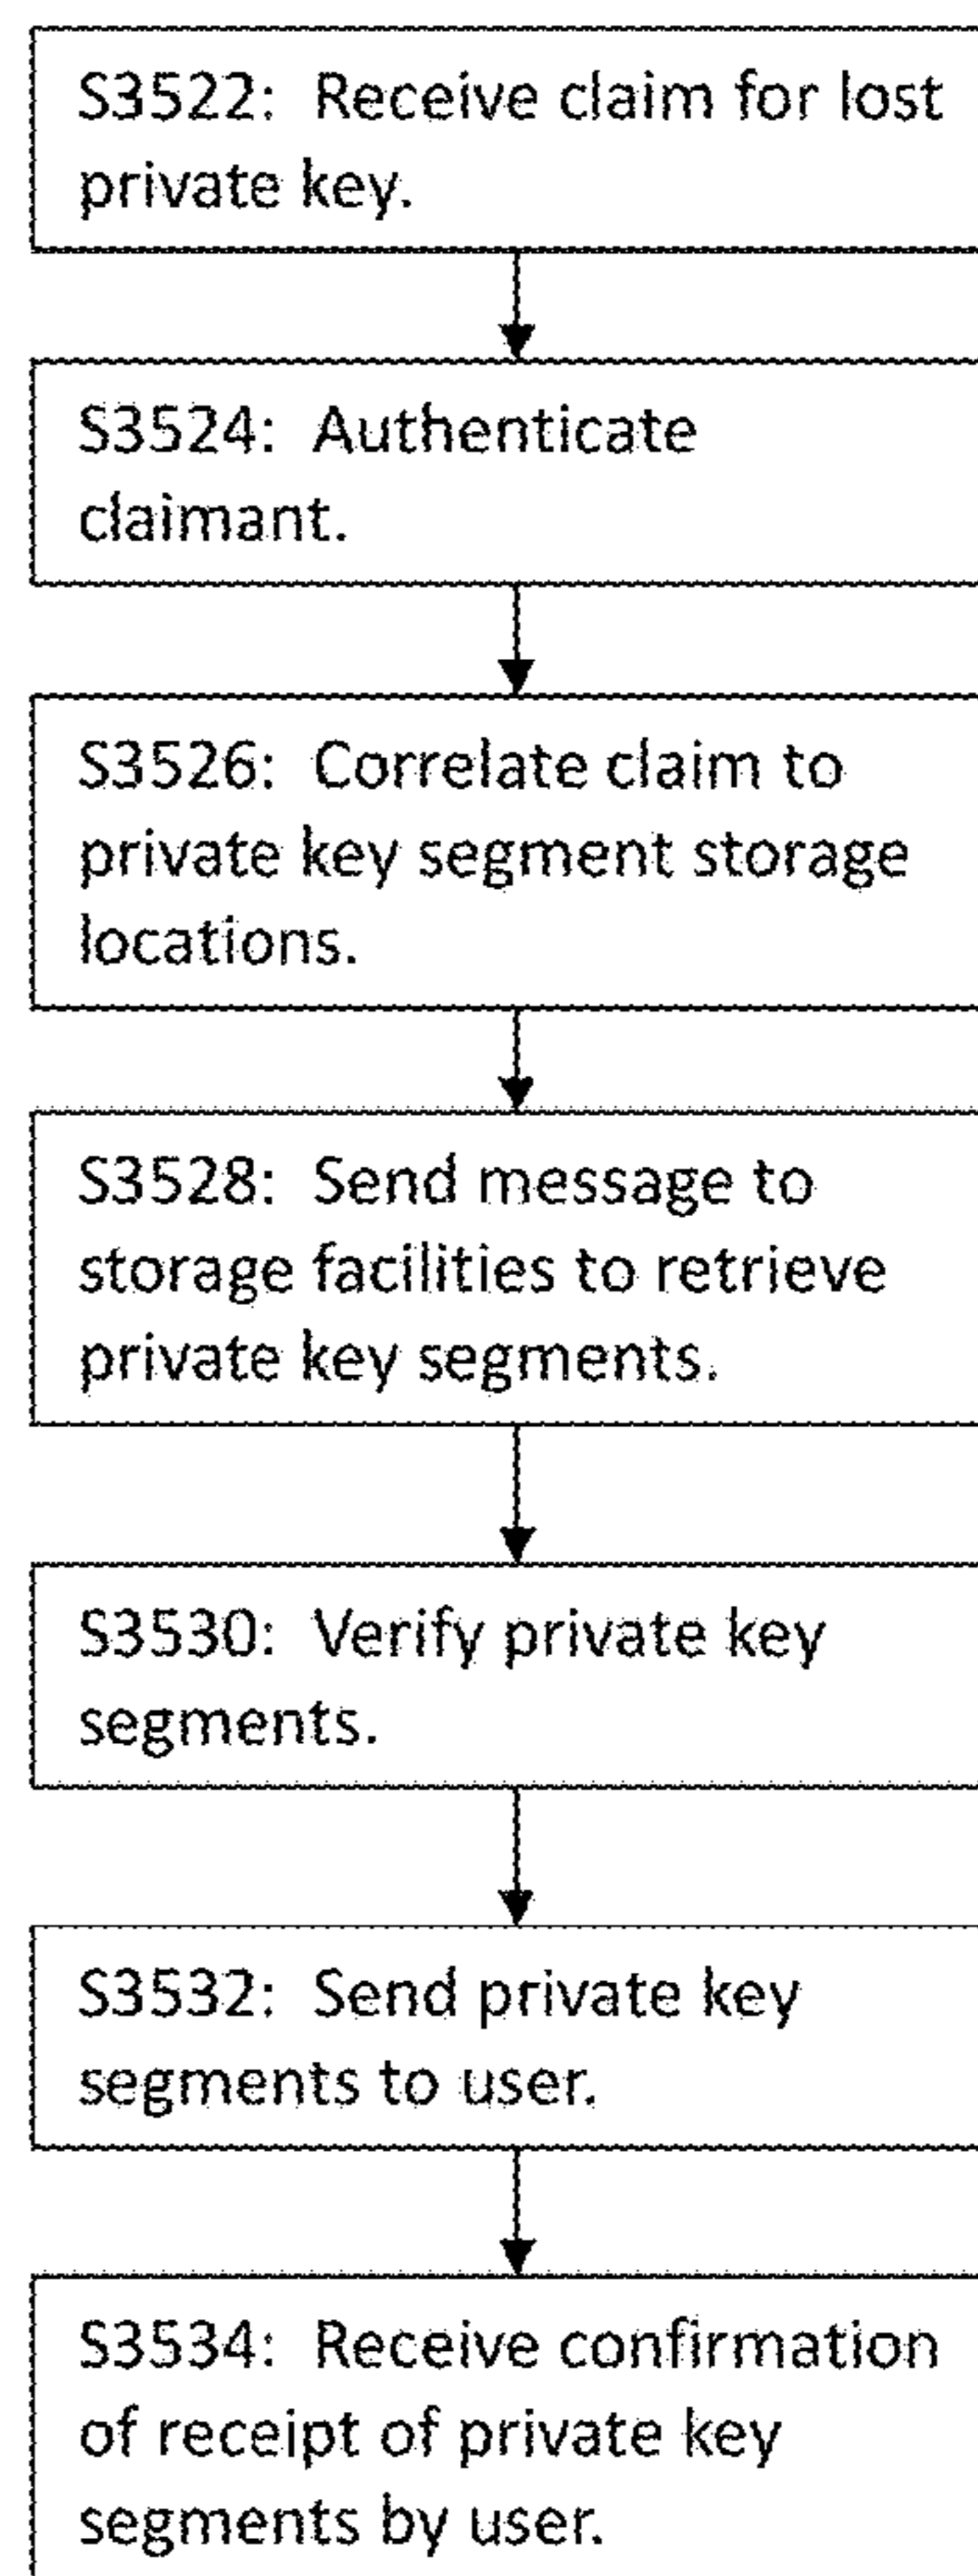 S3522: Receive claim for lost
private key.
S3524: Authenticate
claimant.
S3526: Correlate claim to
private key segment storage
locations.
S3528: Send message to
storage facilities to retrieve
private key segments.
S3530: Verify private key
segments.
S3532: Send private key
segments to user.
S3534: Receive confirmation
of receipt of private key
segments by user.